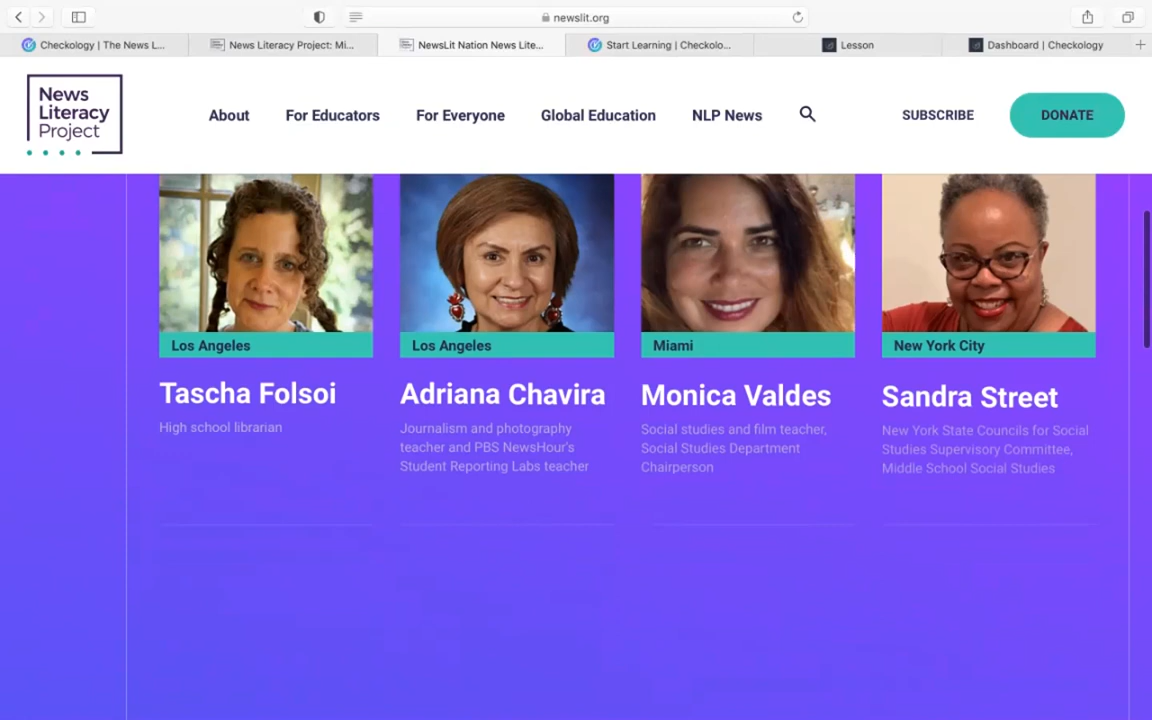 newslit.org
Checkology | The News L...
News Literacy Project: Mi...
NewsLit Nation News Lite...
Start Learning | Checkolo...
Lesson
Dashboard | Checkology
News
Literacy
Project
About
For Educators
For Everyone
Global Education
NLP News
SUBSCRIBE
DONATE
Los Angeles
Los Angeles
Miami
New York City
Tascha Folsoi
High school librarian
Adriana Chavira
Journalism and photography
teacher and PBS NewsHour's
Student Reporting Labs teacher
Monica Valdes
Social studies and film teacher,
Social Studies Department
Chairperson
Sandra Street
New York State Councils for Social
Studies Supervisory Committee,
Middle School Social Studies